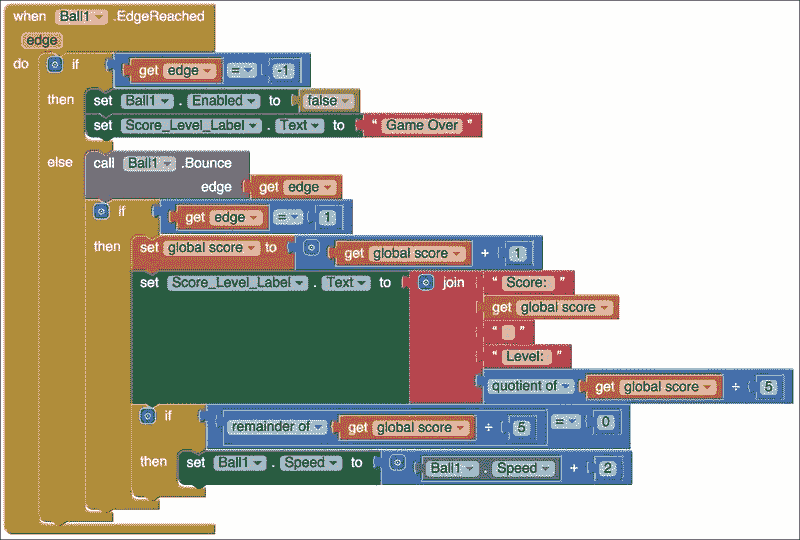 when Ball1 .EdgeReached
edge
do if get edge = -1
then set Ball1 . Enabled to false
set Score_Level_Label . Text to “ Game Over ”
else call Ball1 .Bounce
edge get edge
if get edge = 1
then set global score to get global score + 1
set Score_Level_Label . Text to join “ Score: ”
get global score
“ ”
“ Level: ”
quotient of get global score ÷ 5
if remainder of get global score ÷ 5 = 0
then set Ball1 . Speed to Ball1 . Speed + 2